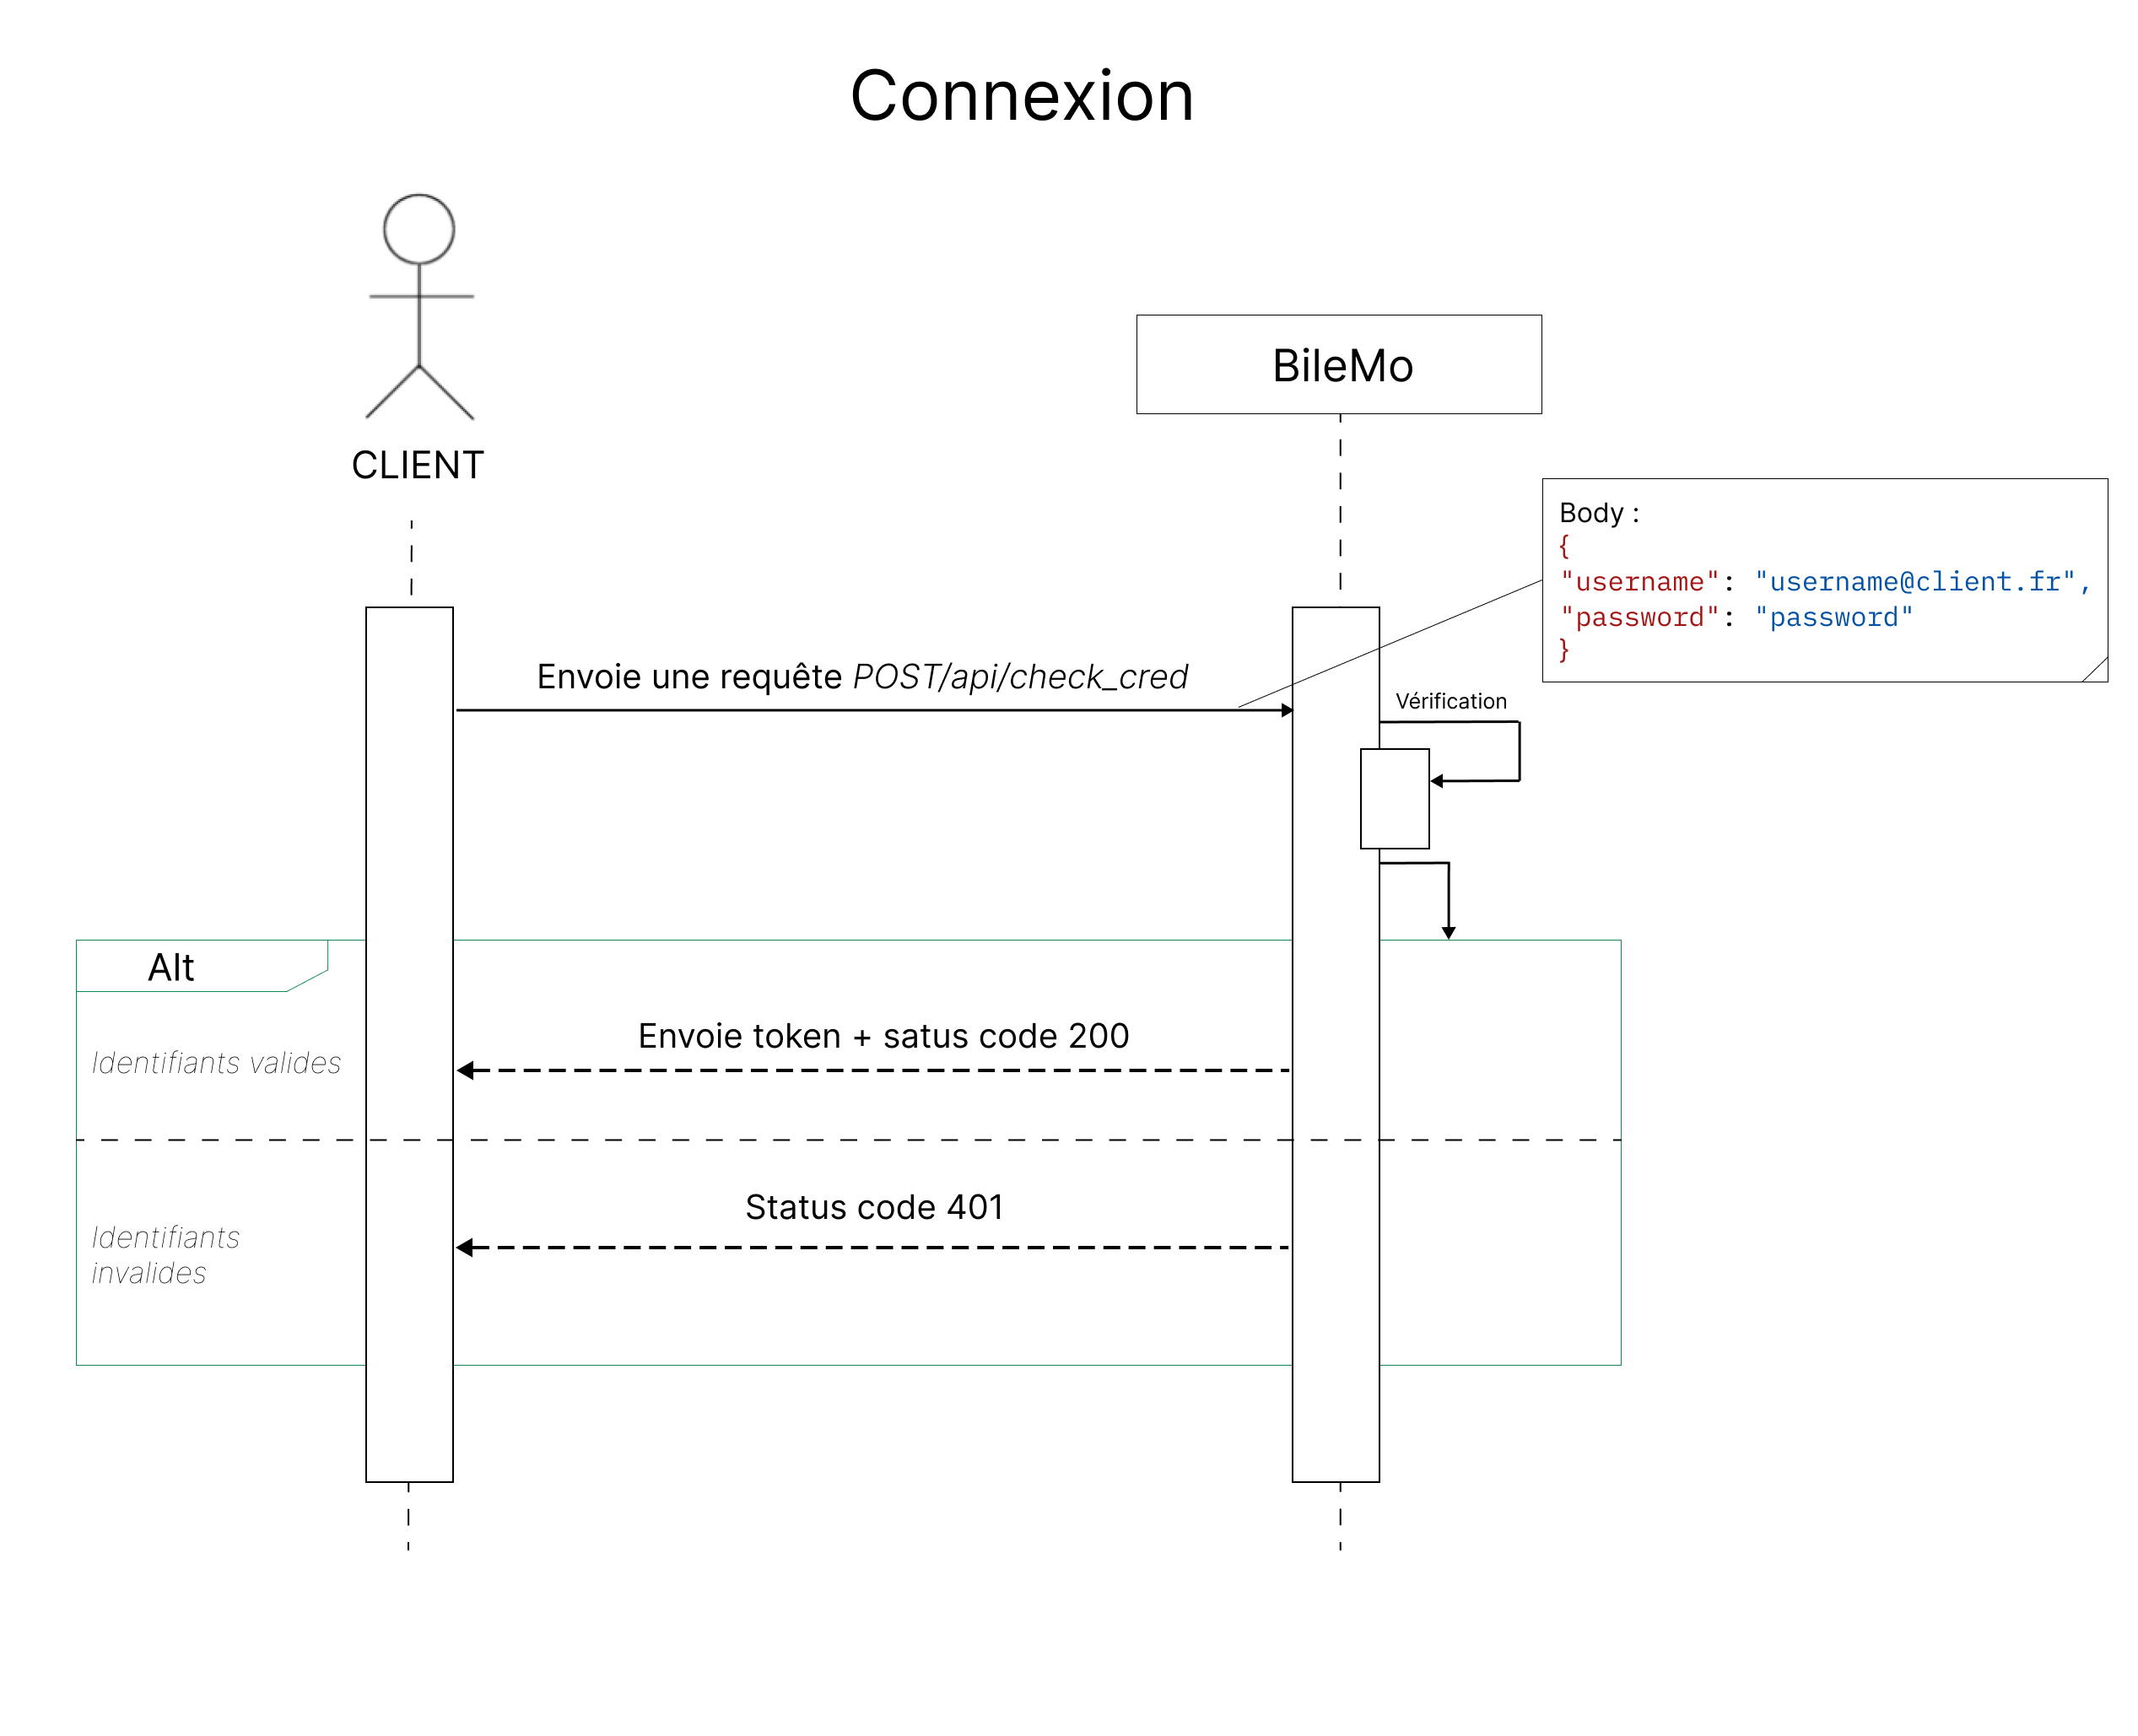 Connexion
BileMo
CLIENT
Body :
{
"username": "username@client.fr",
"password": "password"
}
Envoie une requête POST/api/check_cred
Vérification
Alt
Envoie token + satus code 200
Identifiants valides
Status code 401
Identifiants
invalides